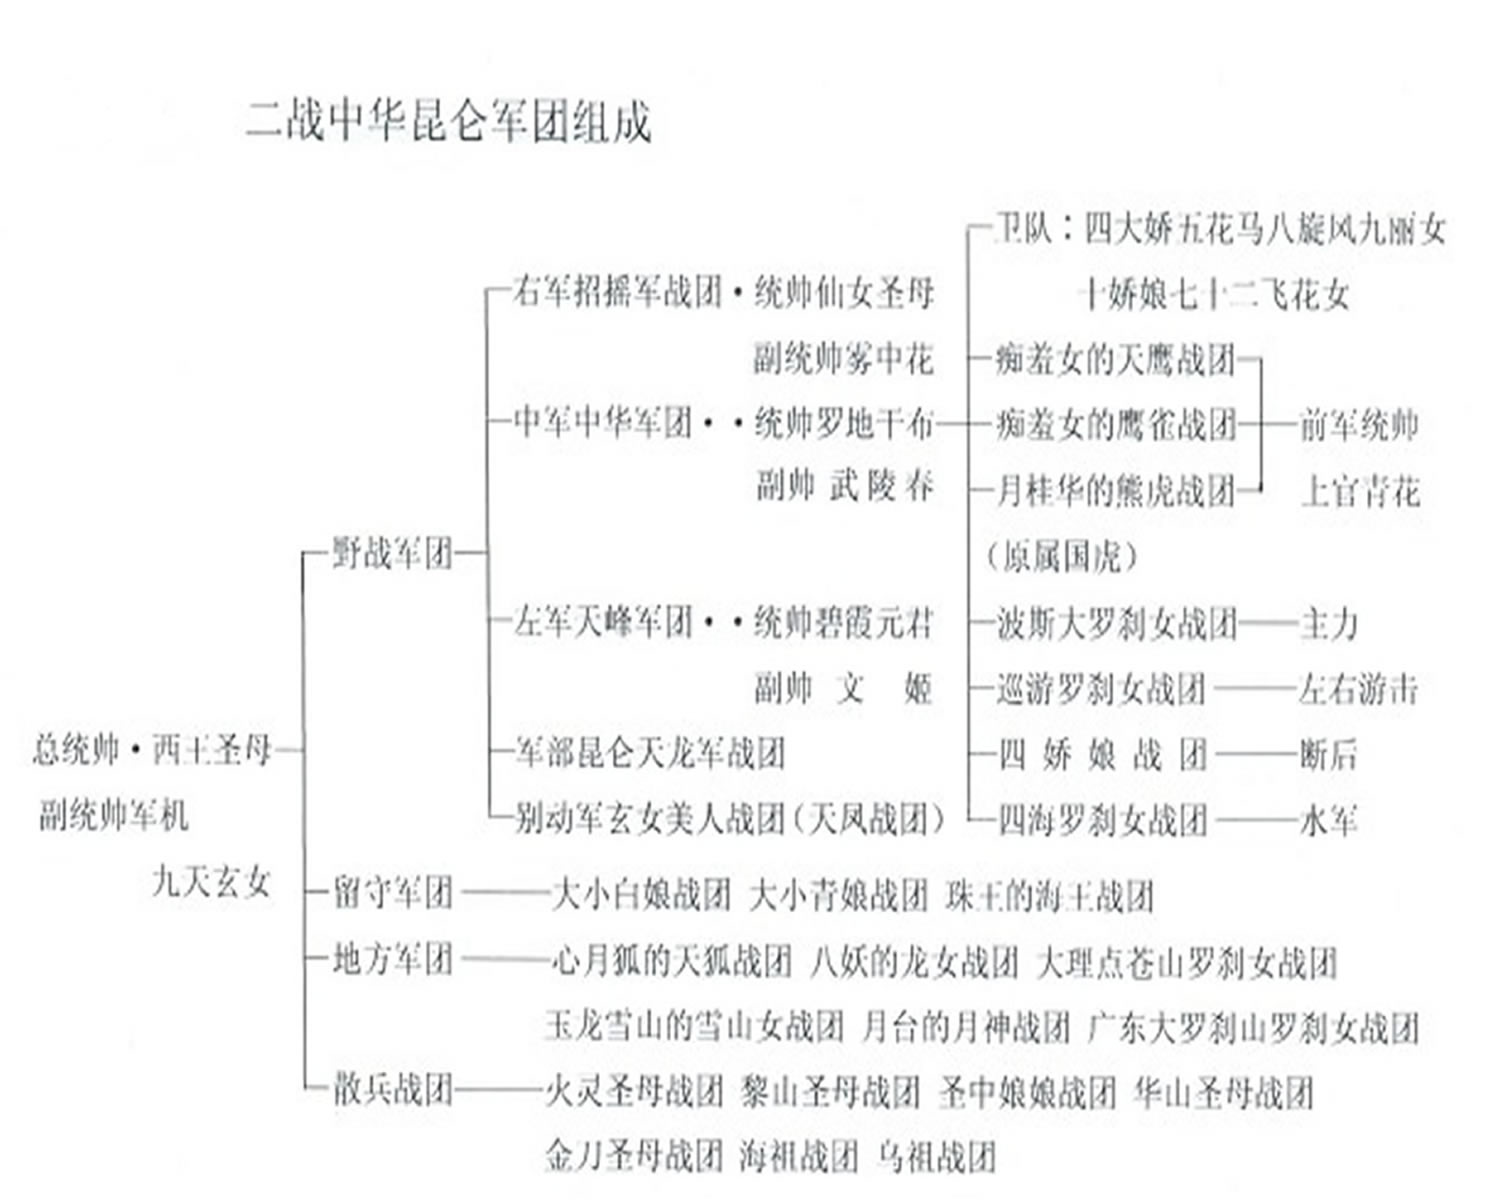 二战中华昆仑军团组成
卫队：四大娇五花马八旋风九丽女
右军招摇军战团·统帅仙女圣母
十娇娘七十二飞花女
副统帅雾中花
痴羞女的天鹰战团
中军中华军团··统帅罗地干布
痴羞女的鹰雀战团
前军统帅
副帅 武陵春
月桂华的熊虎战团
上官青花
野战军团
（原属国虎）
左军天峰军团··统帅碧霞元君
波斯大罗刹女战团
主力
副帅 文 姬
巡游罗刹女战团
左右游击
总统帅·西王圣母
军部昆仑天龙军战团
四娇娘战团
断后
副统帅军机
别动军玄女美人战团（天凤战团）
四海罗刹女战团
水军
九天玄女
留守军团
大小白娘战团 大小青娘战团 珠王的海王战团
地方军团
心月狐的天狐战团 八妖的龙女战团 大理点苍山罗刹女战团
玉龙雪山的雪山女战团 月台的月神战团 广东大罗刹山罗刹女战团
散兵战团
火灵圣母战团 黎山圣母战团 圣中娘娘战团 华山圣母战团
金刀圣母战团 海祖战团 乌祖战团